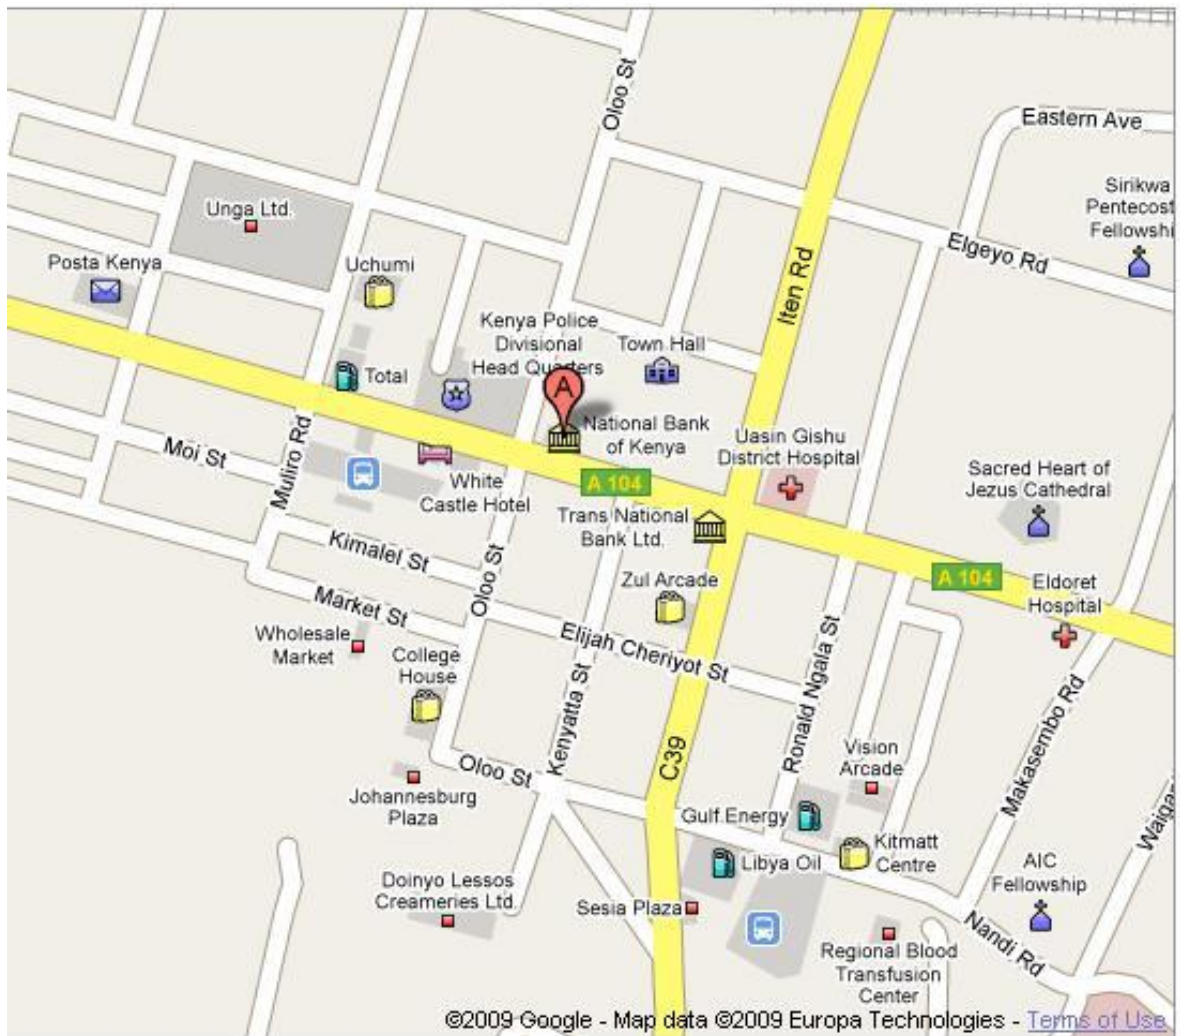 Oloo St
Eastern Ave
Sirikwa
Pentecost
Fellowshi
Unga Ltd.
Elgeyo Rd
Posta Kenya
Uchumi
Iten Rd
Kenya Police
Divisional
Head Quarters
Town Hall
Total
A
National Bank
of Kenya
Uasin Gishu
District Hospital
Moi St
Muliro Rd
Sacred Heart of
Jezus Cathedral
White
Castle Hotel
A 104
Trans National
Bank Ltd.
Kimalel St
Oloo St
Zul Arcade
A 104
Eldoret
Hospital
Market St
Wholesale
Market
Elijah Cheriyot St
College
House
Kenyatta St
Ronald Ngala St
Makasembo Rd
C39
Oloo St
Vision
Arcade
Johannesburg
Plaza
Gulf Energy
Waigar
Libya Oil
Kitmatt
Centre
Doinyo Lessos
Creameries Ltd.
AIC
Fellowship
Sesia Plaza
Nandi Rd
Regional Blood
Transfusion
Center
©2009 Google - Map data ©2009 Europa Technologies - Terms of Use